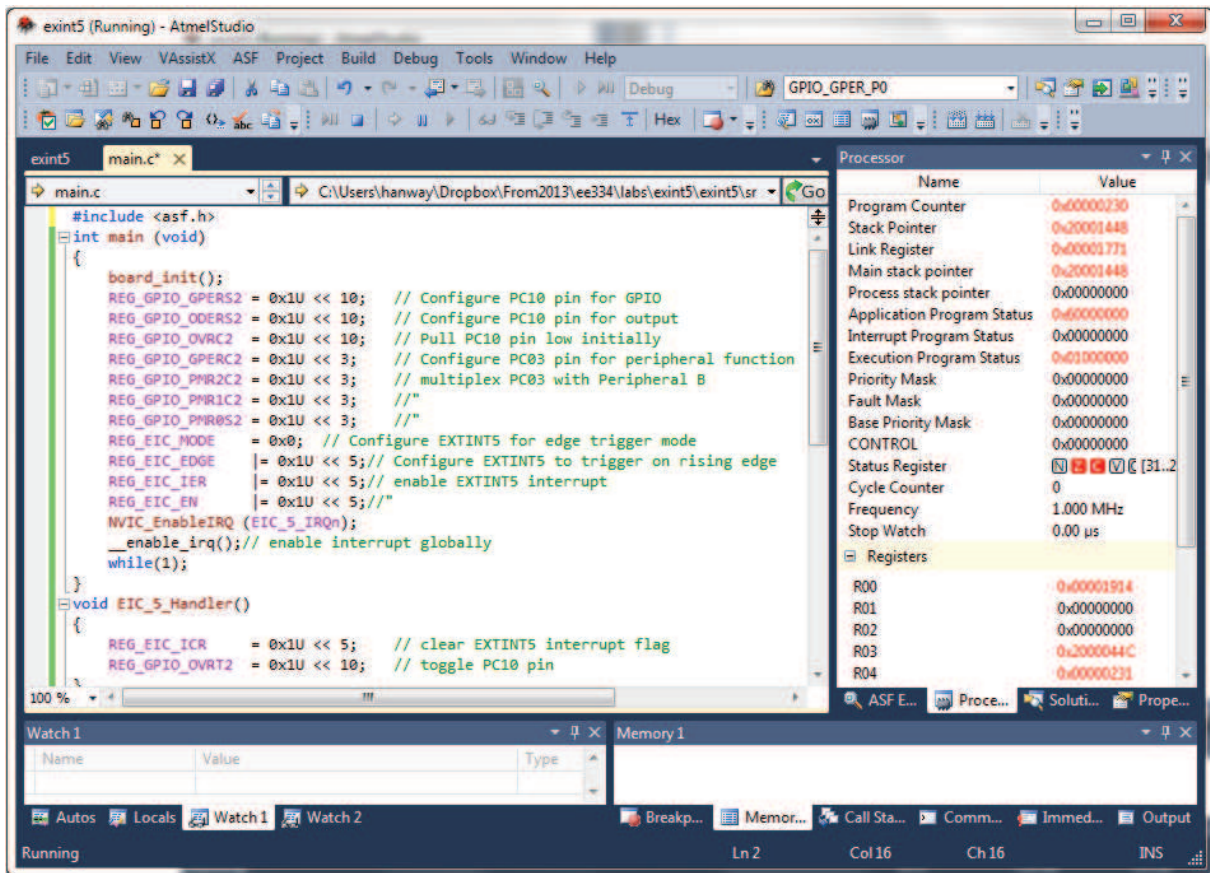 exint5 (Running) - AtmelStudio
File Edit View VAssistX ASF Project Build Debug Tools Window Help
Debug GPIO_GPER_P0
Hex
exint5 main.c*
main.c C:\Users\hanway\Dropbox\From2013\ee334\labs\exint5\exint5\sr Go
#include <asf.h>
int main (void)
{
board_init();
REG_GPIO_GPERS2 = 0x1U << 10; // Configure PC10 pin for GPIO
REG_GPIO_ODERS2 = 0x1U << 10; // Configure PC10 pin for output
REG_GPIO_OVRC2 = 0x1U << 10; // Pull PC10 pin low initially
REG_GPIO_GPERC2 = 0x1U << 3; // Configure PC03 pin for peripheral function
REG_GPIO_PMR2C2 = 0x1U << 3; // multiplex PC03 with Peripheral B
REG_GPIO_PMR1C2 = 0x1U << 3; //"
REG_GPIO_PMR0S2 = 0x1U << 3; //"
REG_EIC_MODE = 0x0; // Configure EXTINT5 for edge trigger mode
REG_EIC_EDGE |= 0x1U << 5;// Configure EXTINT5 to trigger on rising edge
REG_EIC_IER |= 0x1U << 5;// enable EXTINT5 interrupt
REG_EIC_EN |= 0x1U << 5;//"
NVIC_EnableIRQ (EIC_5_IRQn);
__enable_irq();// enable interrupt globally
while(1);
}
void EIC_5_Handler()
{
REG_EIC_ICR = 0x1U << 5; // clear EXTINT5 interrupt flag
REG_GPIO_OVRT2 = 0x1U << 10; // toggle PC10 pin
}
100 %
Processor
Name Value
Program Counter 0x00000230
Stack Pointer 0x20001448
Link Register 0x00001771
Main stack pointer 0x20001448
Process stack pointer 0x00000000
Application Program Status 0x60000000
Interrupt Program Status 0x00000000
Execution Program Status 0x01000000
Priority Mask 0x00000000
Fault Mask 0x00000000
Base Priority Mask 0x00000000
CONTROL 0x00000000
Status Register N Z C V [31..2
Cycle Counter 0
Frequency 1.000 MHz
Stop Watch 0.00 µs
Registers
R00 0x00001914
R01 0x00000000
R02 0x00000000
R03 0x2000044C
R04 0x00000231
ASF E... Proce... Soluti... Prope...
Watch 1
Name Value Type
Autos Locals Watch 1 Watch 2
Memory 1
Breakp... Memor... Call Sta... Comm... Immed... Output
Running Ln 2 Col 16 Ch 16 INS